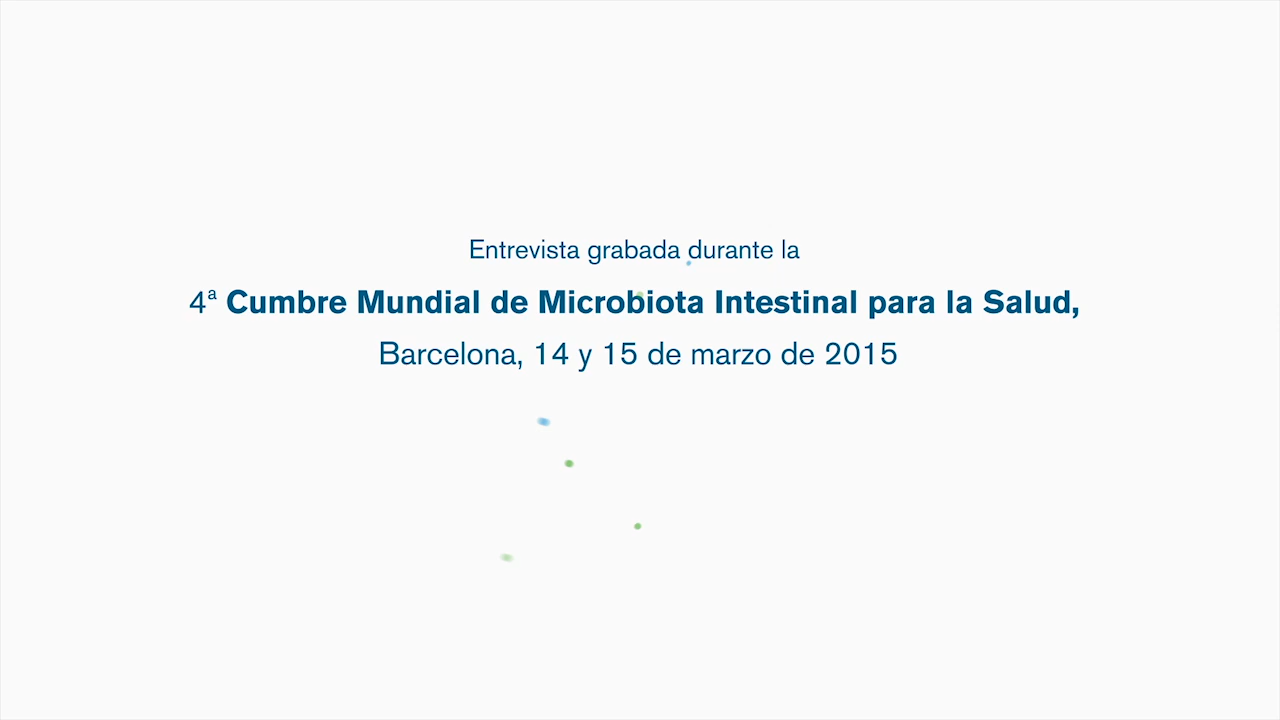 Entrevista grabada durante la
4ª Cumbre Mundial de Microbiota Intestinal para la Salud,
Barcelona, 14 y 15 de marzo de 2015